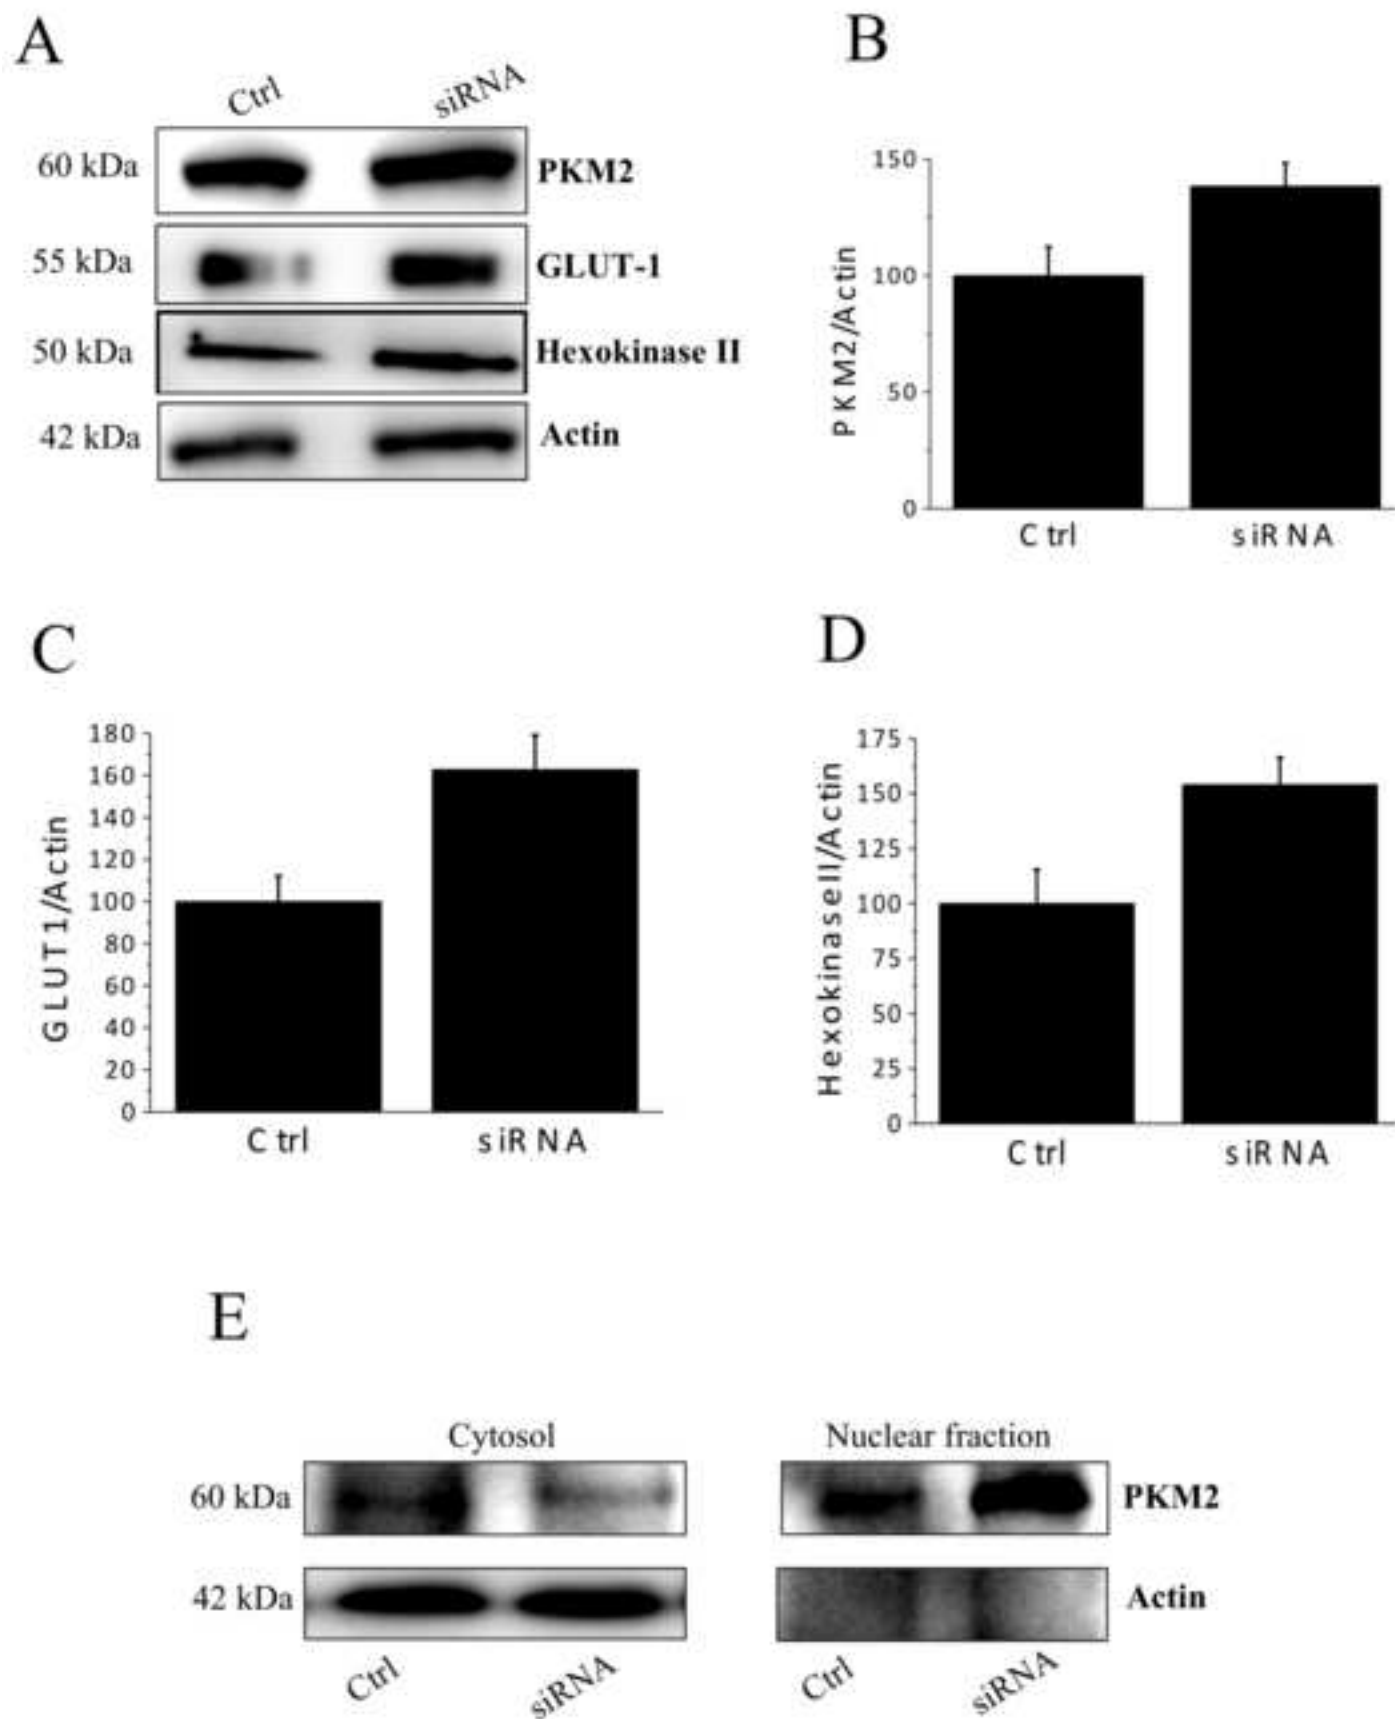 A
Ctrl siRNA
60 kDa PKM2
55 kDa GLUT-1
50 kDa Hexokinase II
42 kDa Actin
B
PKM2/Actin
150
100
50
0
Ctrl siRNA
C
GLUT1/Actin
180
160
140
120
100
80
60
40
20
0
Ctrl siRNA
D
HexokinaseII/Actin
175
150
125
100
75
50
25
0
Ctrl siRNA
E
Cytosol Nuclear fraction
60 kDa PKM2
42 kDa Actin
Ctrl siRNA Ctrl siRNA